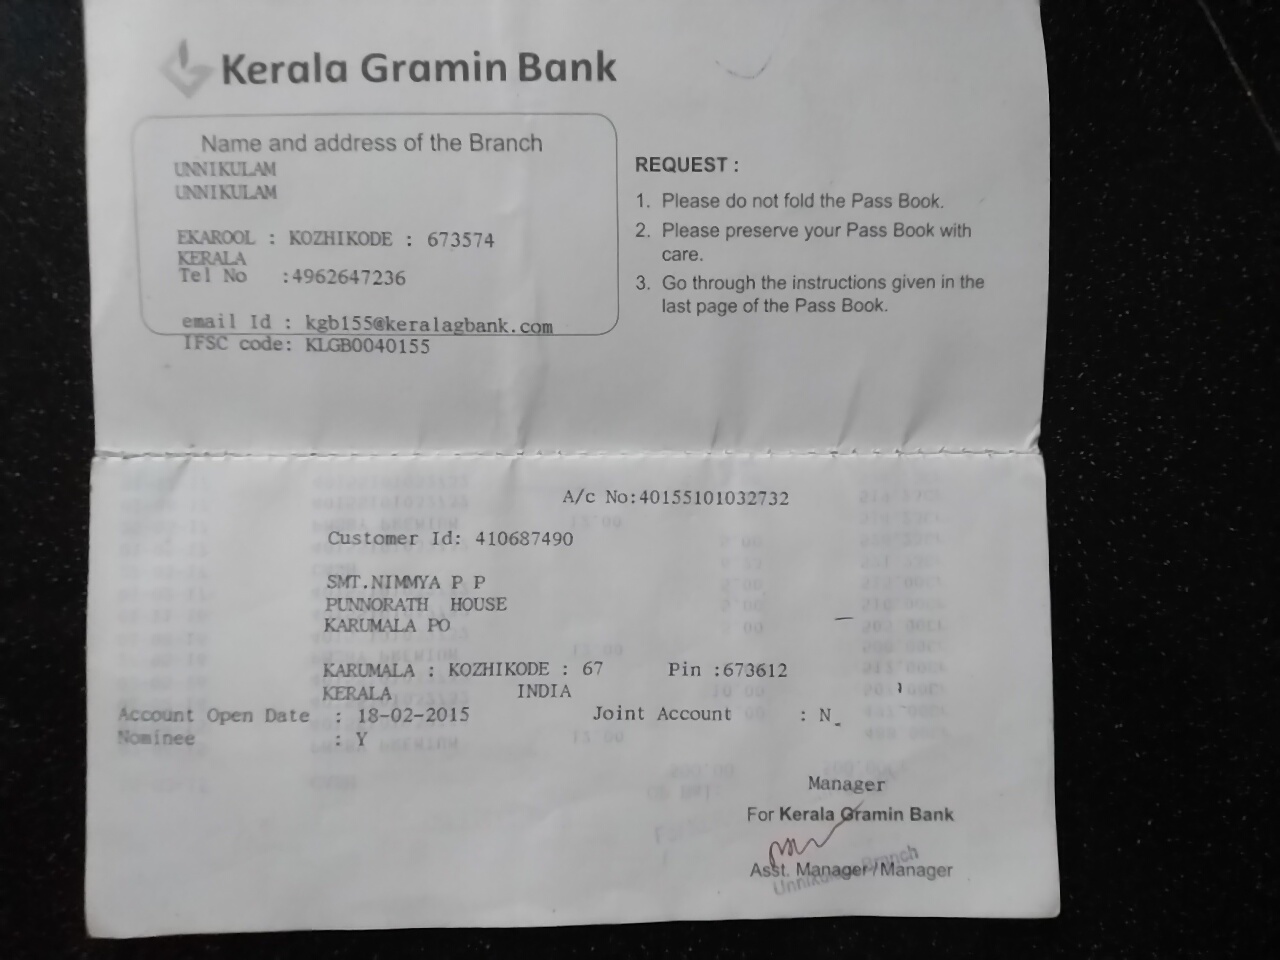 Kerala Gramin Bank
Name and address of the Branch
UNNIKULAM
UNNIKULAM
EKAROOL : KOZHIKODE : 673574
KERALA
Tel No :4962647236
email Id : kgb155@keralagbank.com
IFSC code: KLGB0040155
REQUEST :
1. Please do not fold the Pass Book.
2. Please preserve your Pass Book with
care.
3. Go through the instructions given in the
last page of the Pass Book.
A/c No:40155101032732
Customer Id: 410687490
SMT.NIMMYA P P
PUNNORATH HOUSE
KARUMALA PO
KARUMALA : KOZHIKODE : 67 Pin :673612
KERALA INDIA
Account Open Date : 18-02-2015 Joint Account : N
Nominee : Y
Manager
For Kerala Gramin Bank
Asst. Manager/Manager